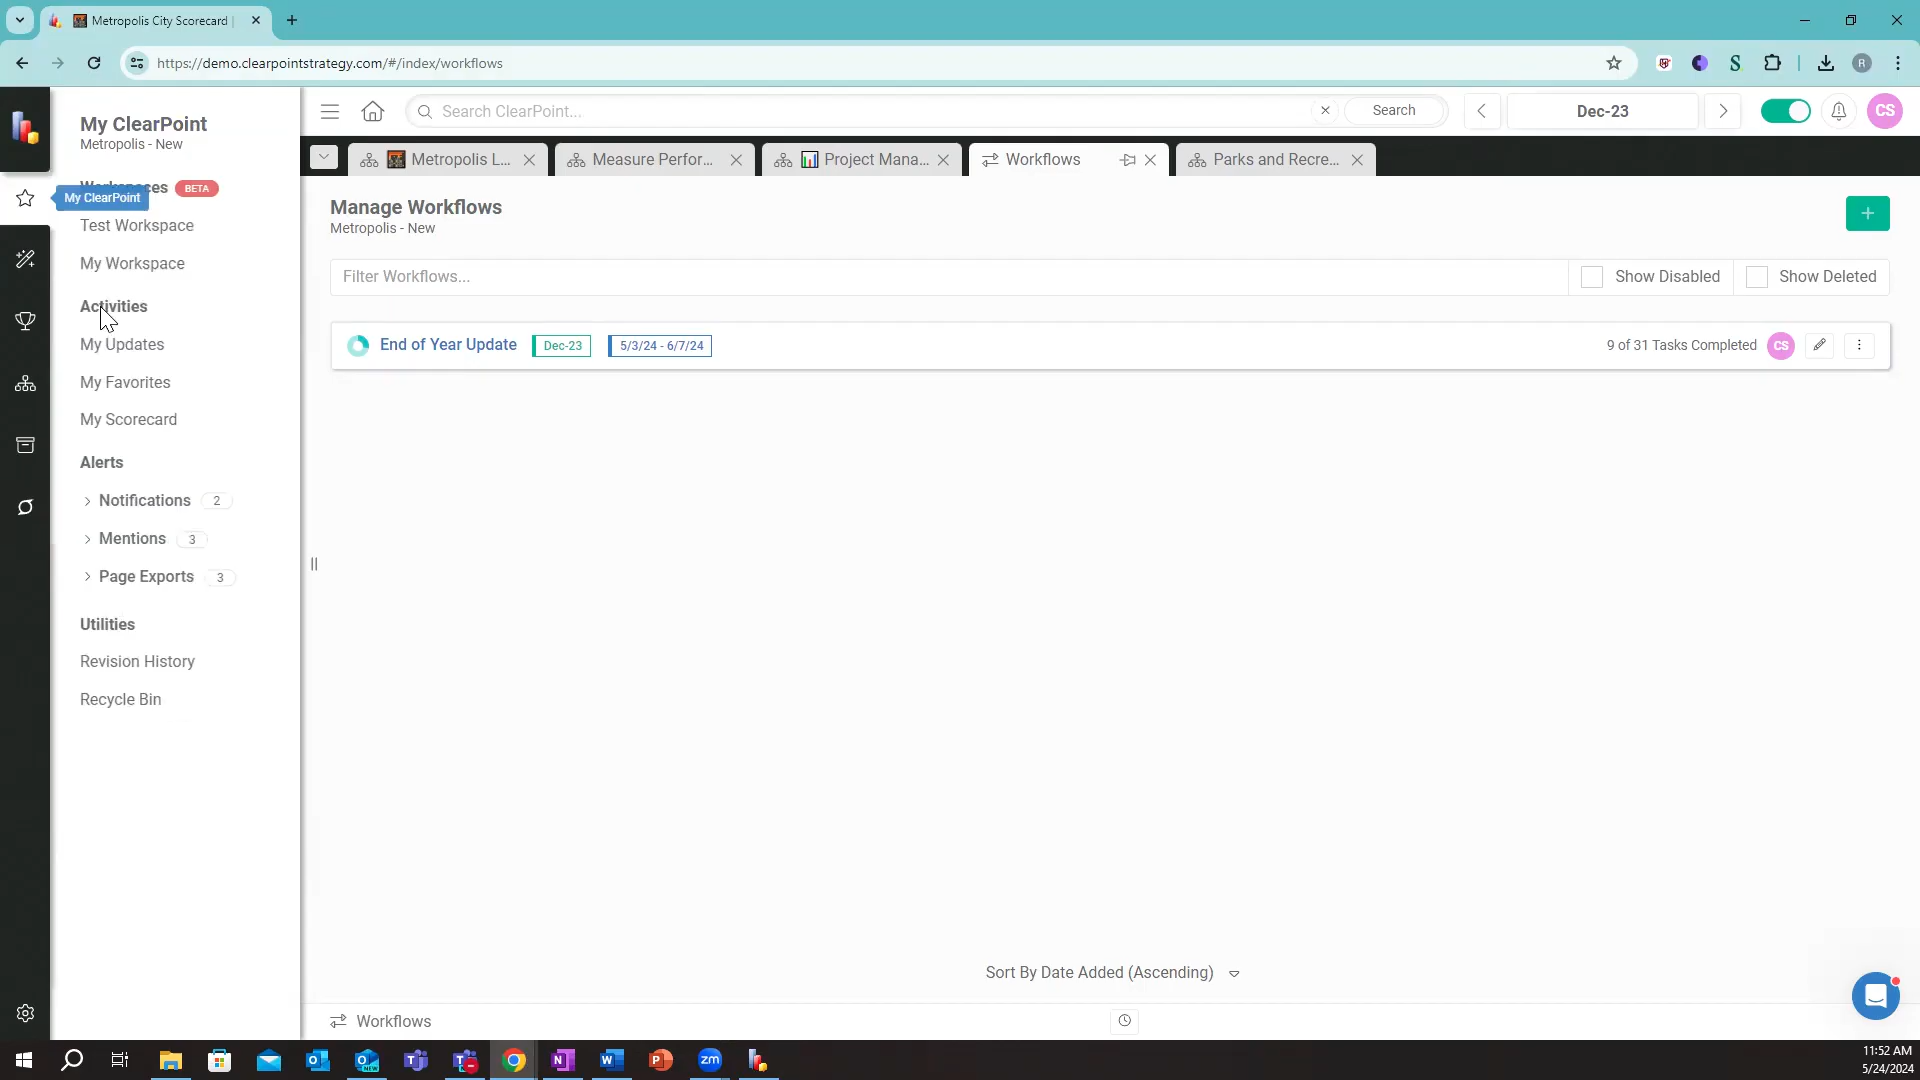 Metropolis City Scorecard |
https://demo.clearpointstrategy.com/#/index/workflows
R
My ClearPoint
Metropolis - New
Search ClearPoint...
Search
Dec-23
CS
Metropolis L...
Measure Perfor...
Project Mana...
Workflows
Parks and Recre...
BETA
My ClearPoint
Test Workspace
My Workspace
Activities
My Updates
My Favorites
My Scorecard
Alerts
Notifications 2
Mentions 3
Page Exports 3
Utilities
Revision History
Recycle Bin
Manage Workflows
Metropolis - New
Filter Workflows...
Show Disabled
Show Deleted
End of Year Update
Dec-23
5/3/24 - 6/7/24
9 of 31 Tasks Completed
CS
Sort By Date Added (Ascending)
Workflows
11:52 AM
5/24/2024